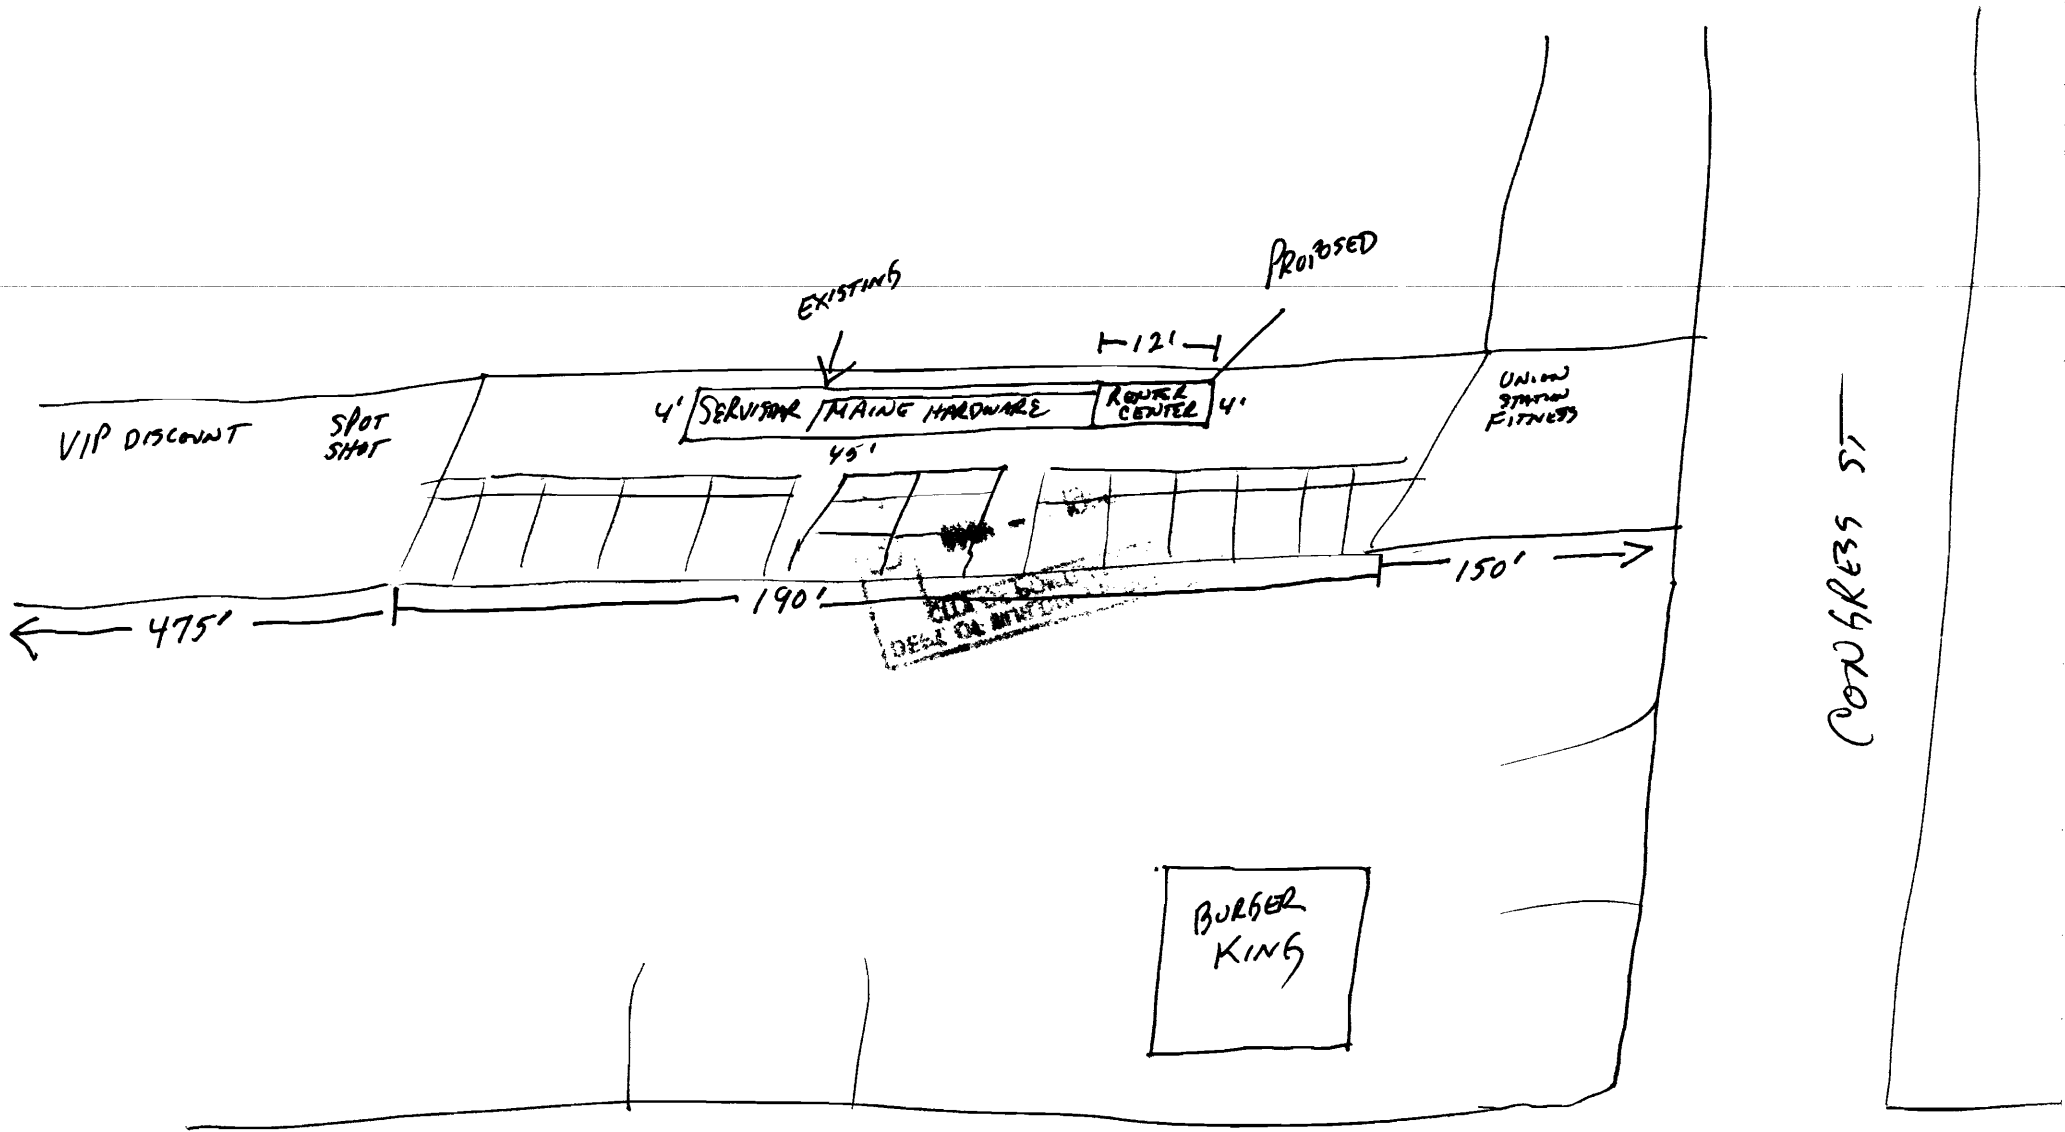 EXISTING
PROPOSED
12'
4'
SERVISTAR / MAINE HARDWARE
RENTER
CENTER
4'
45'
VIP DISCOUNT
SPOT
SHOT
UNION
STATION
FITNESS
475'
190'
150'
CONGRESS ST
BURGER
KING